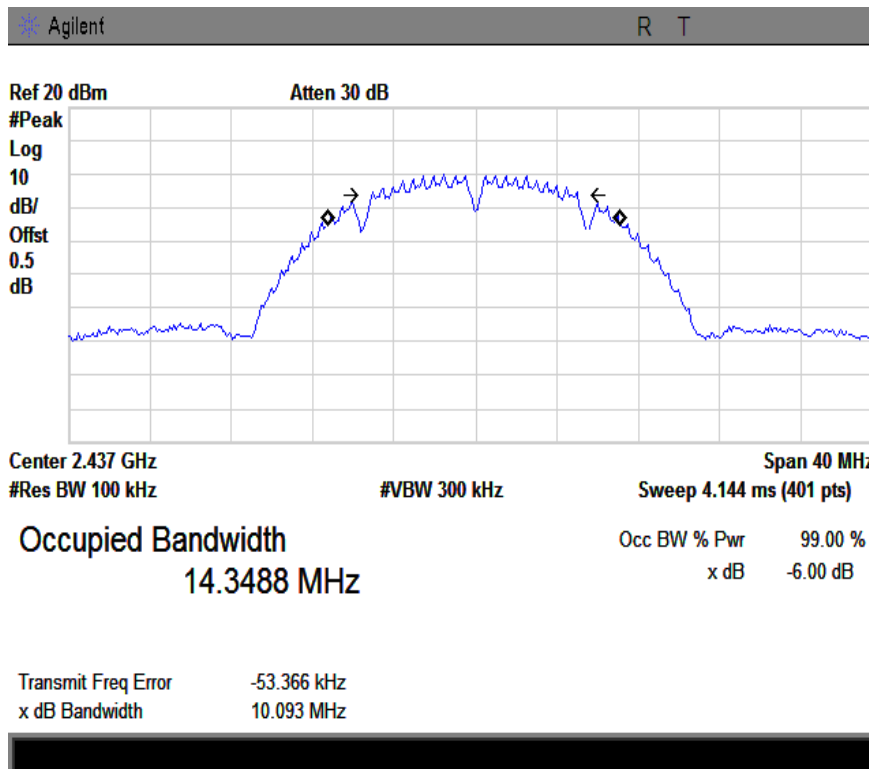 Agilent R T
Ref 20 dBm Atten 30 dB
#Peak
Log
10
dB/
Offset
0.5
dB
Center 2.437 GHz Span 40 MHz
#Res BW 100 kHz #VBW 300 kHz Sweep 4.144 ms (401 pts)
Occupied Bandwidth Occ BW % Pwr 99.00 %
14.3488 MHz x dB -6.00 dB
Transmit Freq Error -53.366 kHz
x dB Bandwidth 10.093 MHz